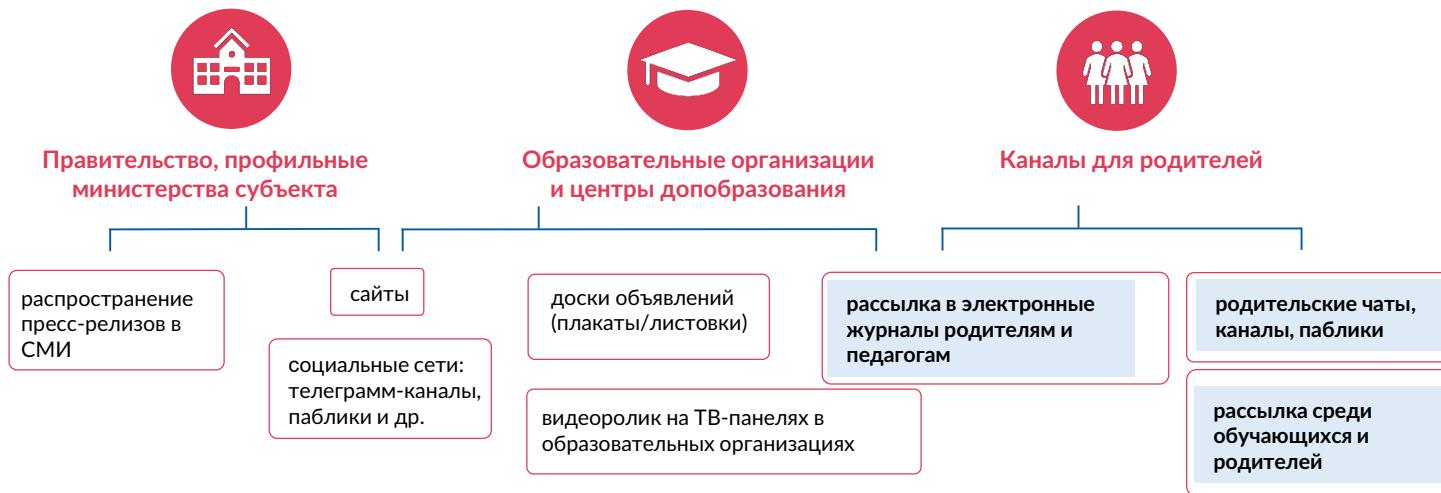 Правительство, профильные
министерства субъекта
Образовательные организации
и центры допобразования
Каналы для родителей
распространение
пресс-релизов в
СМИ
сайты
социальные сети:
телеграмм-каналы,
паблики и др.
доски объявлений
(плакаты/листовки)
видеоролик на ТВ-панелях в
образовательных организациях
рассылка в электронные
журналы родителям и
педагогам
родительские чаты,
каналы, паблики
рассылка среди
обучающихся и
родителей